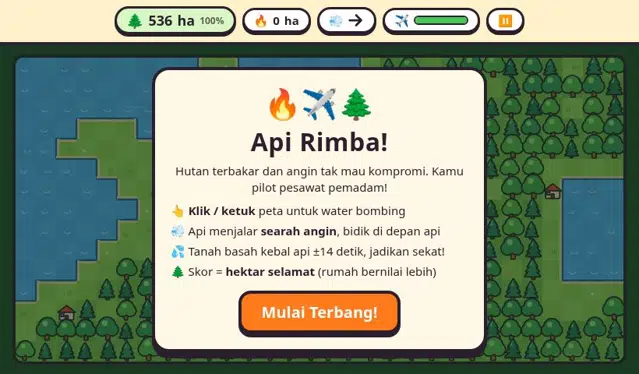 536 ha 100%
0 ha
Api Rimba!
Hutan terbakar dan angin tak mau kompromi. Kamu
pilot pesawat pemadam!
Klik / ketuk peta untuk water bombing
Api menjalar searah angin, bidik di depan api
Tanah basah kebal api ±14 detik, jadikan sekat!
Skor = hektar selamat (rumah bernilai lebih)
Mulai Terbang!